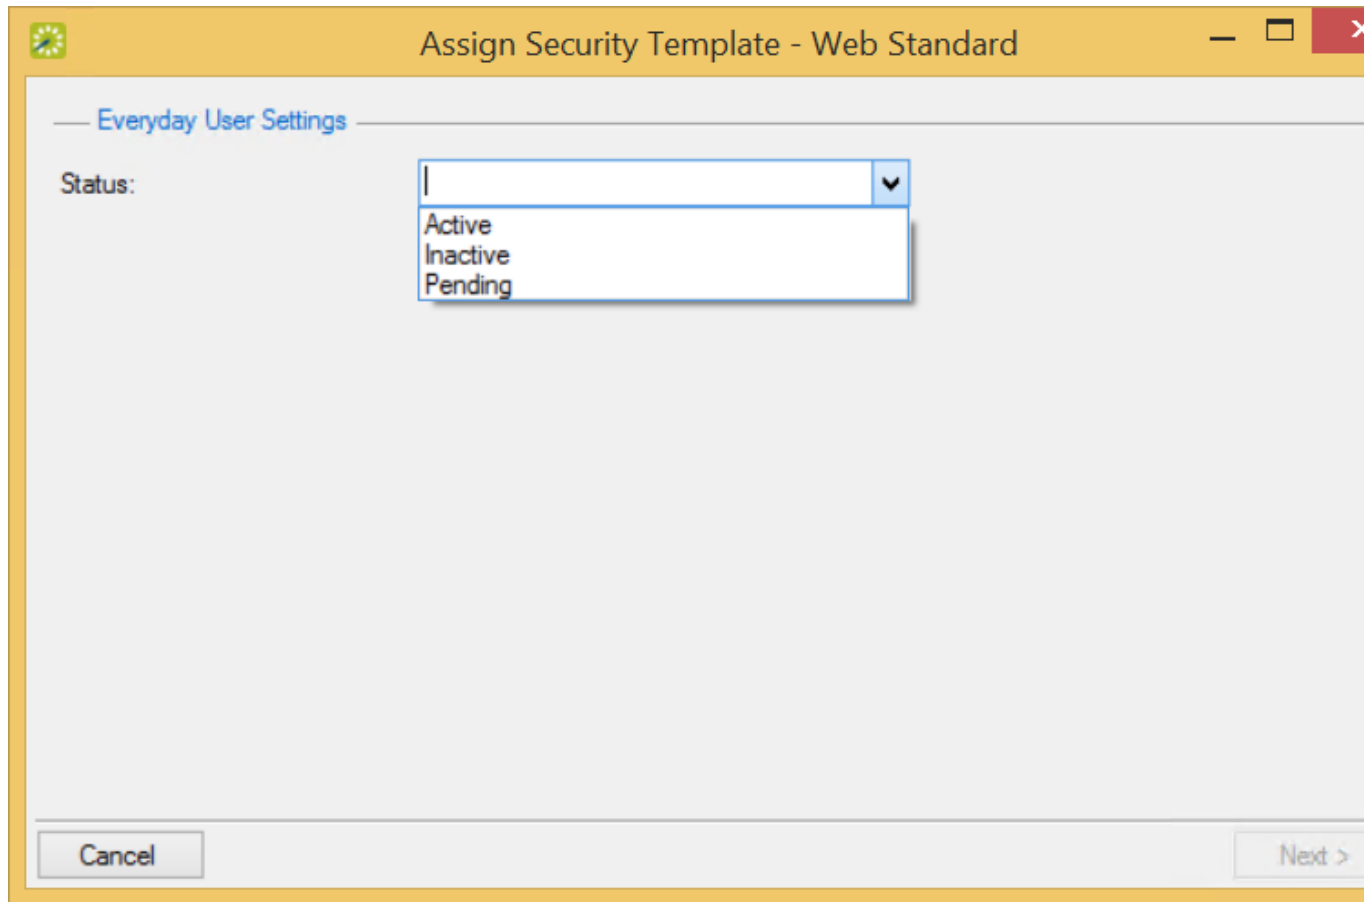 Assign Security Template - Web Standard
Everyday User Settings
Status:
Active
Inactive
Pending
Cancel
Next >